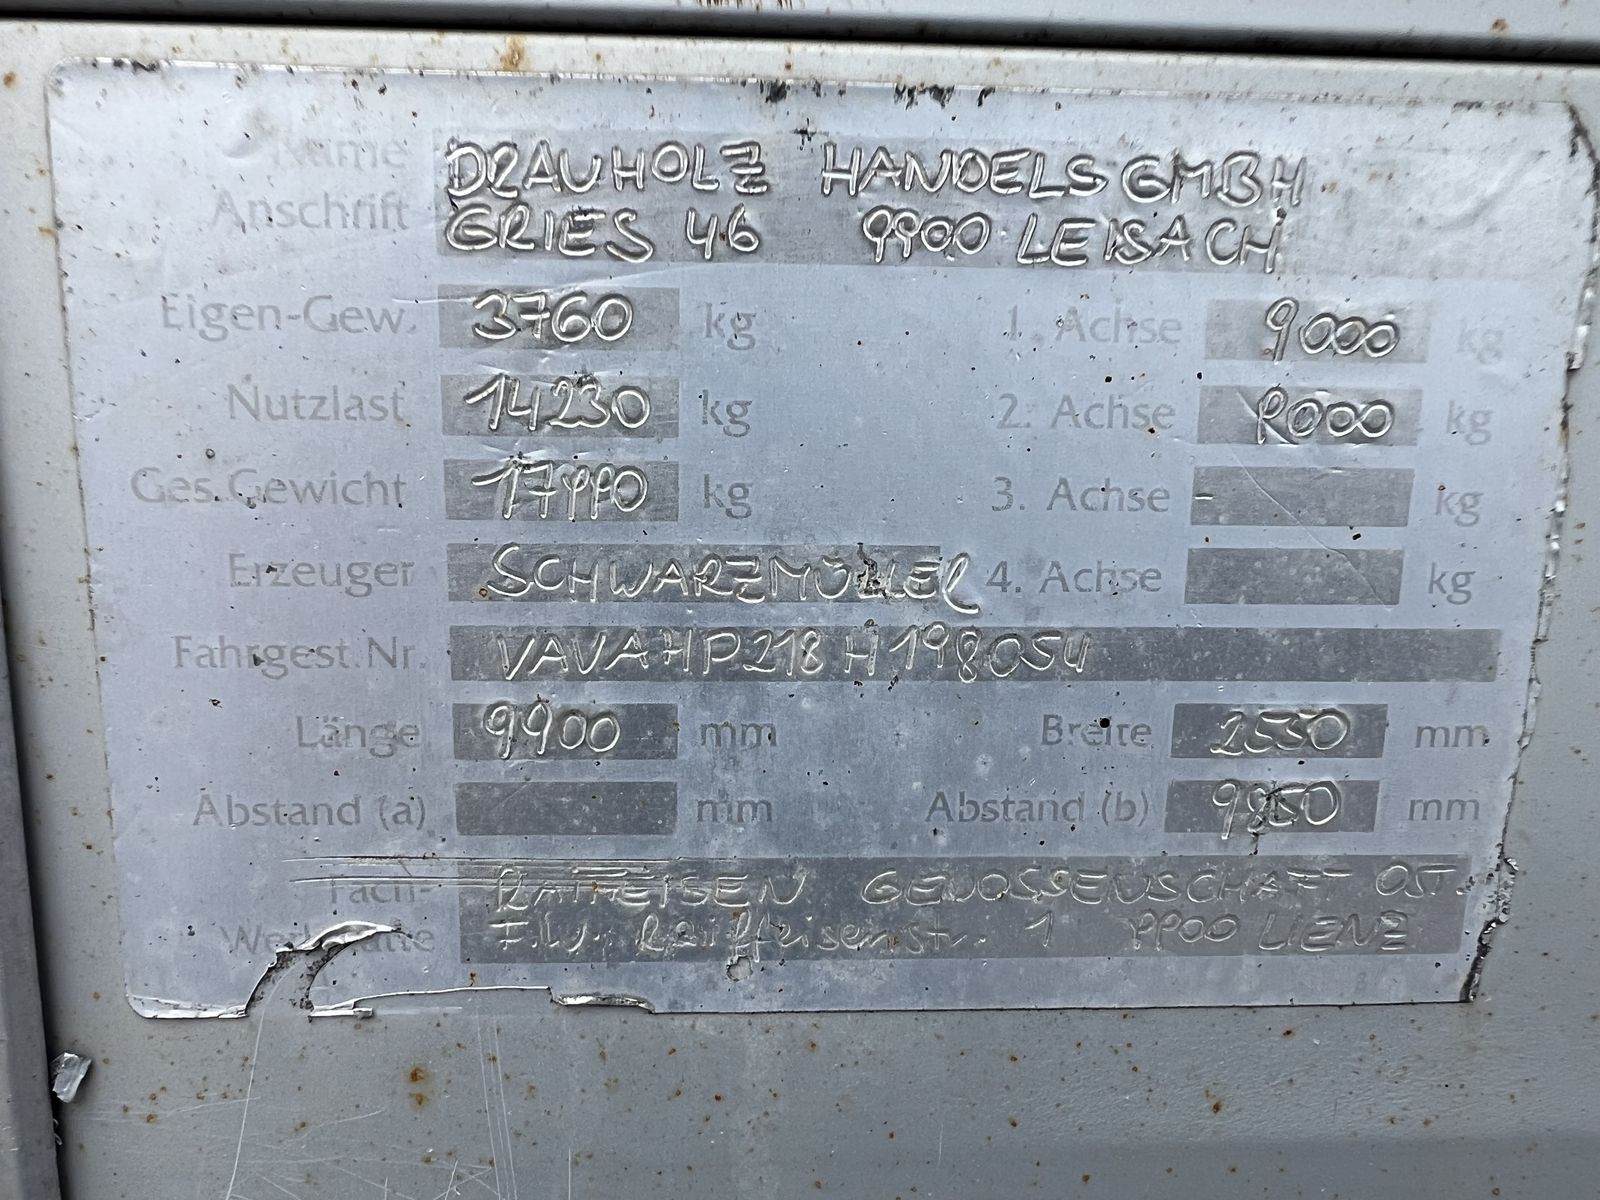 Name DRAUHOLZ HANDELS GMBH
Anschrift GRIES 46 9900 LEISACH
Eigen-Gew. 3760 kg 1. Achse 9000 kg
Nutzlast 14230 kg 2. Achse 9000 kg
Ges.Gewicht 17990 kg 3. Achse - kg
Erzeuger SCHWARZMÜLLER 4. Achse kg
Fahrgest.Nr. VAVAHP218H198054
Länge 9900 mm Breite 2550 mm
Abstand (a) mm Abstand (b) 9850 mm
Fach- RAIFFEISEN GENOSSENSCHAFT OST.
Werkstätte Raiffeisenstr. 1 9900 LIENZ